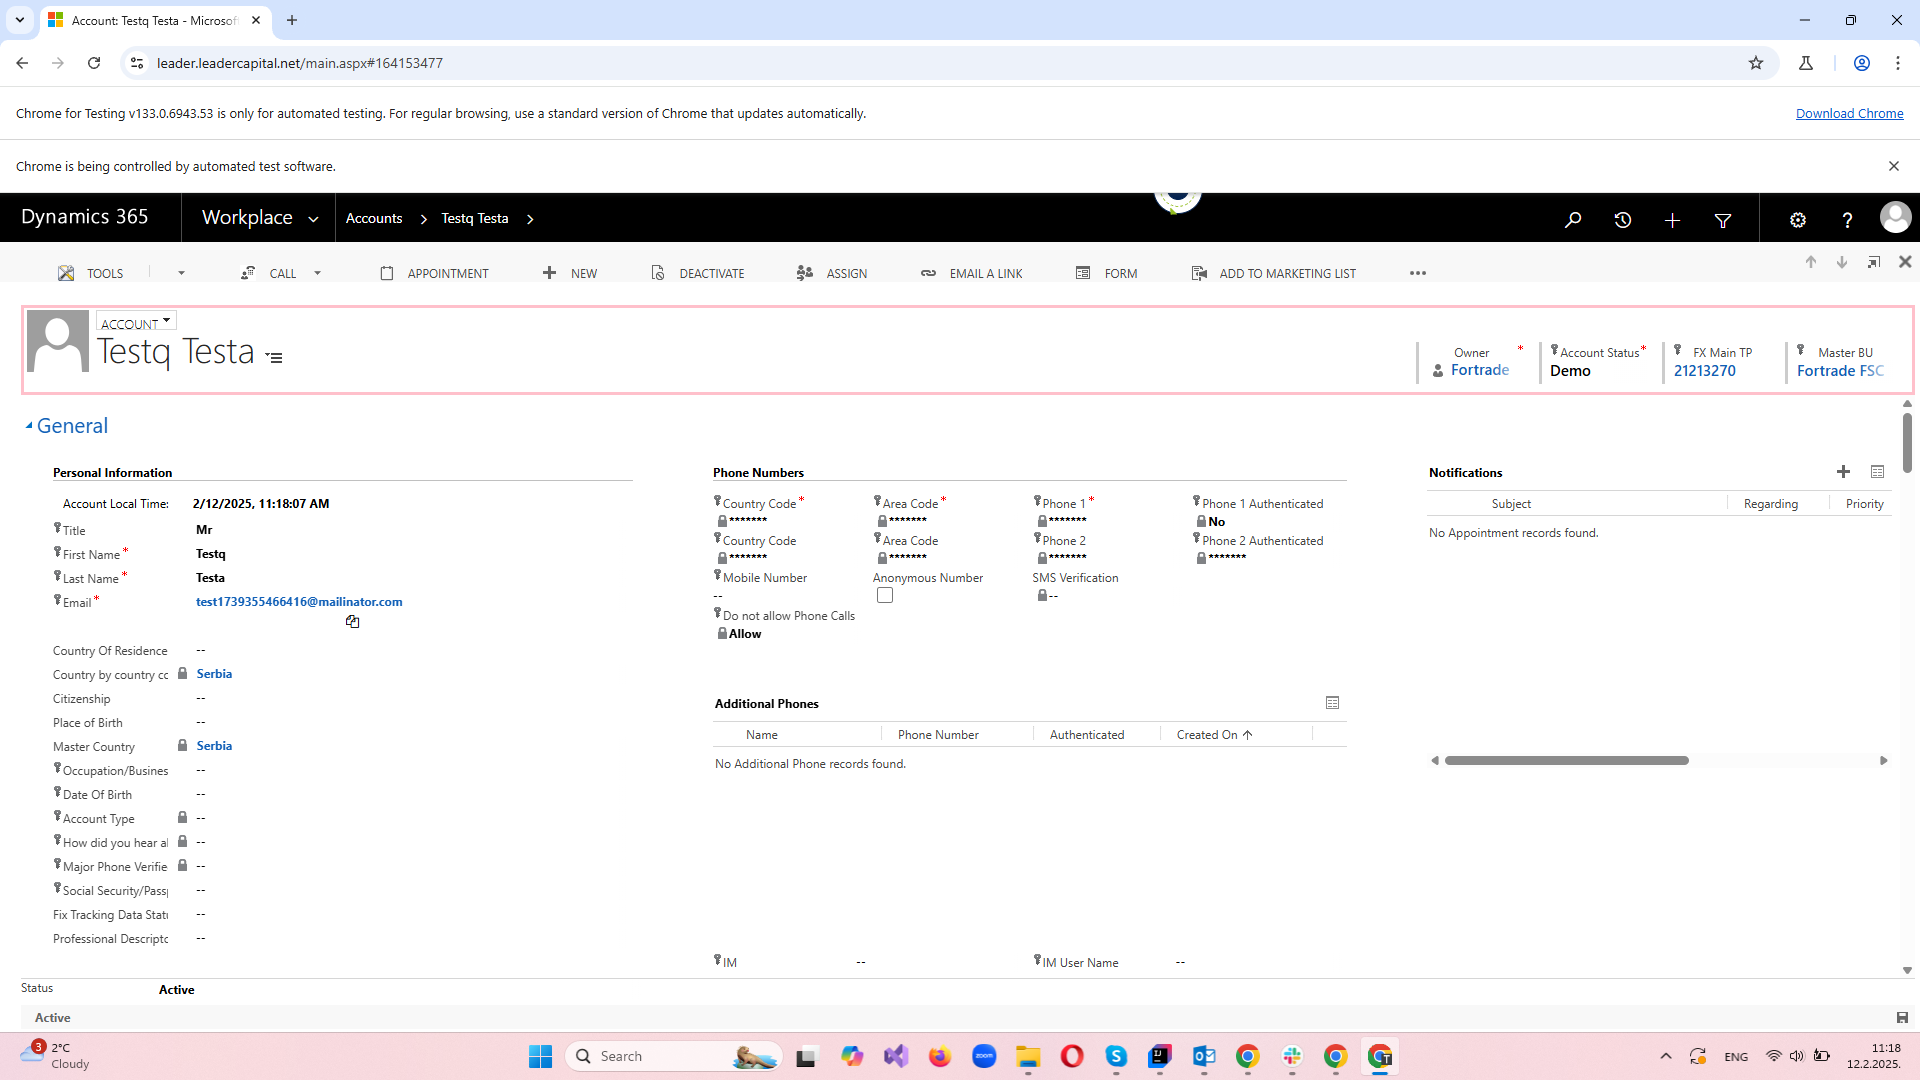 Account: Testq Testa - Microsof
leader.leadercapital.net/main.aspx#164153477
Chrome for Testing v133.0.6943.53 is only for automated testing. For regular browsing, use a standard version of Chrome that updates automatically.
Download Chrome
Chrome is being controlled by automated test software.
Dynamics 365
Workplace
Accounts
Testq Testa
TOOLS
CALL
APPOINTMENT
NEW
DEACTIVATE
ASSIGN
EMAIL A LINK
FORM
ADD TO MARKETING LIST
ACCOUNT
Testq Testa
Owner *
Fortrade
Account Status *
Demo
FX Main TP
21213270
Master BU
Fortrade FSC
General
Personal Information
Account Local Time: 2/12/2025, 11:18:07 AM
Title Mr
First Name * Testq
Last Name * Testa
Email * test1739355466416@mailinator.com
Country Of Residence --
Country by country cc Serbia
Citizenship --
Place of Birth --
Master Country Serbia
Occupation/Busines --
Date Of Birth --
Account Type --
How did you hear a --
Major Phone Verifie --
Social Security/Pass --
Fix Tracking Data Stat --
Professional Descripto --
Phone Numbers
Country Code * Area Code * Phone 1 * Phone 1 Authenticated
******* ******* ******* No
Country Code Area Code Phone 2 Phone 2 Authenticated
******* ******* ******* *******
Mobile Number Anonymous Number SMS Verification
-- --
Do not allow Phone Calls
Allow
Additional Phones
Name Phone Number Authenticated Created On
No Additional Phone records found.
IM -- IM User Name --
Notifications
Subject Regarding Priority
No Appointment records found.
Status Active
Active
3
2°C
Cloudy
Search
zoom
ENG
11:18
12.2.2025.